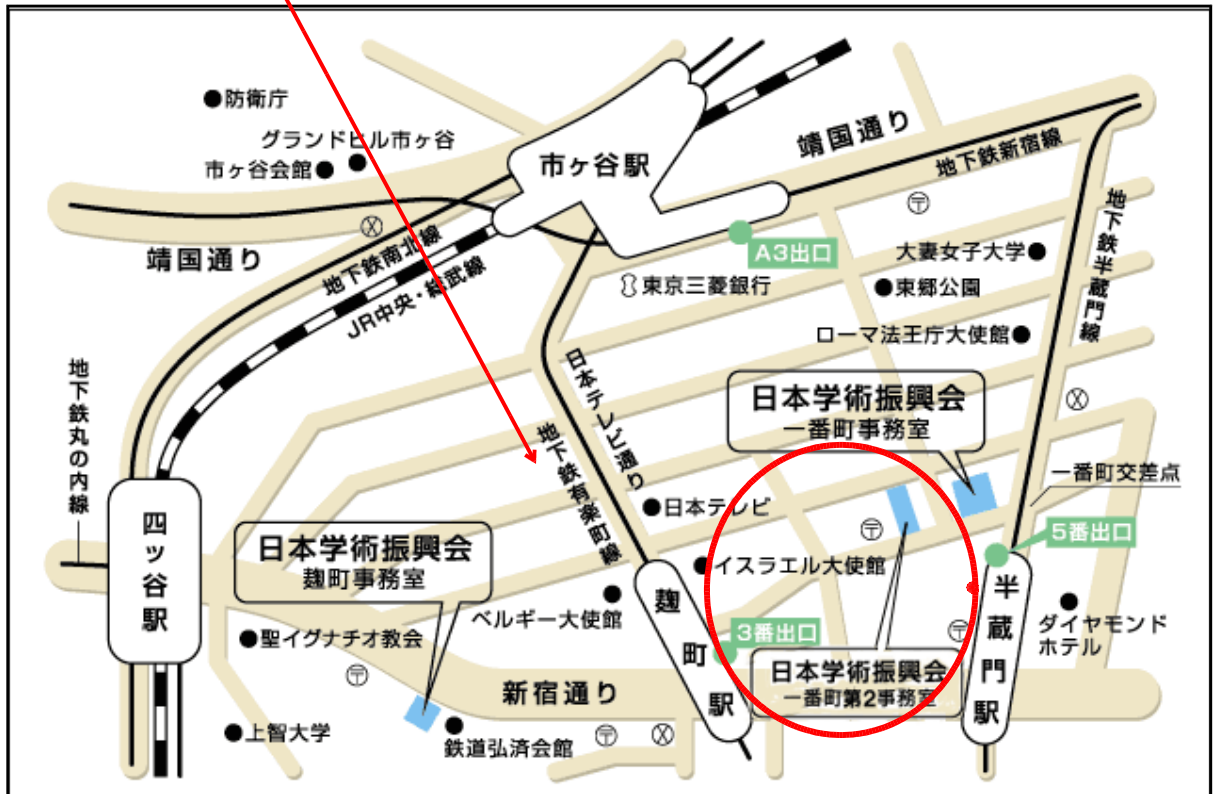 防衛庁
グランドヒル市ヶ谷
市ヶ谷会館
市ヶ谷駅
靖国通り
地下鉄新宿線
地下鉄半蔵門線
靖国通り
地下鉄南北線
JR中央・総武線
A3出口
大妻女子大学
東京三菱銀行
東郷公園
ローマ法王庁大使館
地下鉄丸の内線
日本テレビ通り
地下鉄有楽町線
日本学術振興会
一番町事務室
一番町交差点
日本テレビ
5番出口
四ッ谷駅
日本学術振興会
麹町事務室
イスラエル大使館
ベルギー大使館
麹町駅
3番出口
半蔵門駅
ダイヤモンド
ホテル
聖イグナチオ教会
日本学術振興会
一番町第2事務室
新宿通り
上智大学
鉄道弘済会館